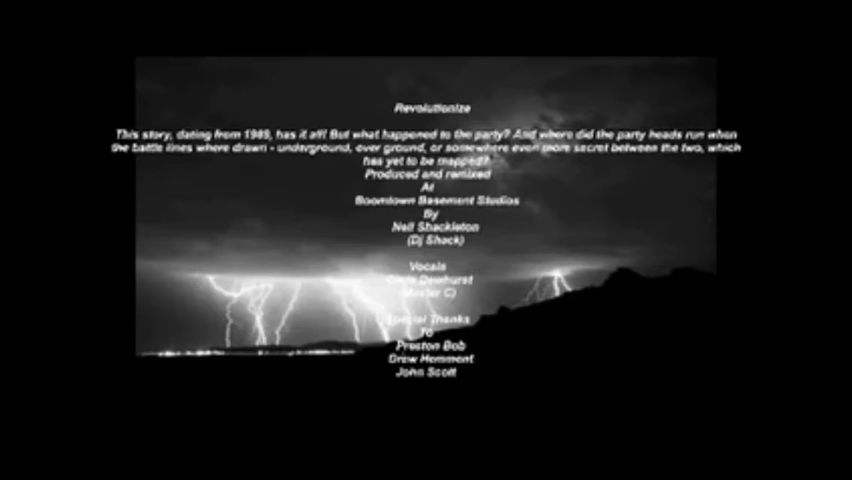 Revolutionize
This story, dating from 1989, has it all! But what happened to the party? And where did the party heads run when
the battle lines where drawn - underground, over ground, or somewhere even more secret between the two, which
has yet to be mapped?
Produced and remixed
At
Boomtown Basement Studios
By
Neil Shackleton
(Dj Shack)
Vocals
Dewhurst
(Master C)
Special Thanks
To
Preston Bob
Drew Hemment
John Scott